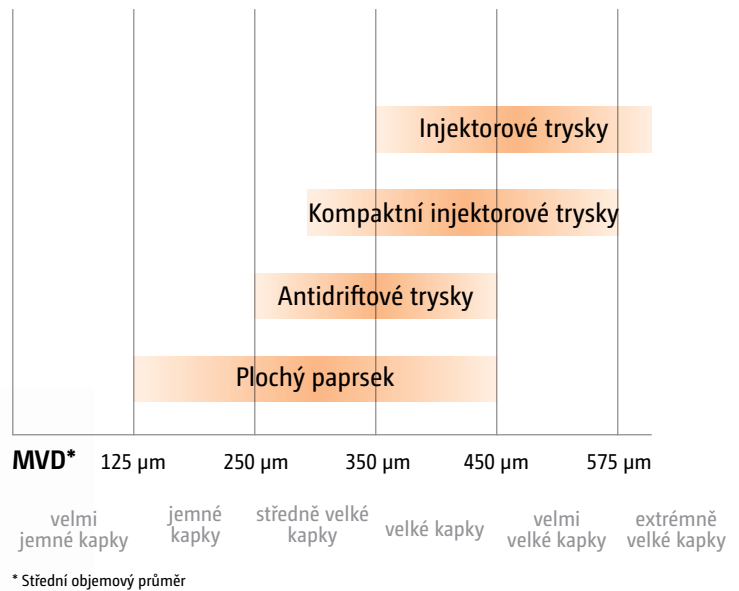 Injektorové trysky
Kompaktní injektorové trysky
Antidriftové trysky
Plochý paprsek
MVD* 125 µm 250 µm 350 µm 450 µm 575 µm
velmi jemné kapky
jemné kapky
středně velké kapky
velké kapky
velmi velké kapky
extrémně velké kapky
* Střední objemový průměr